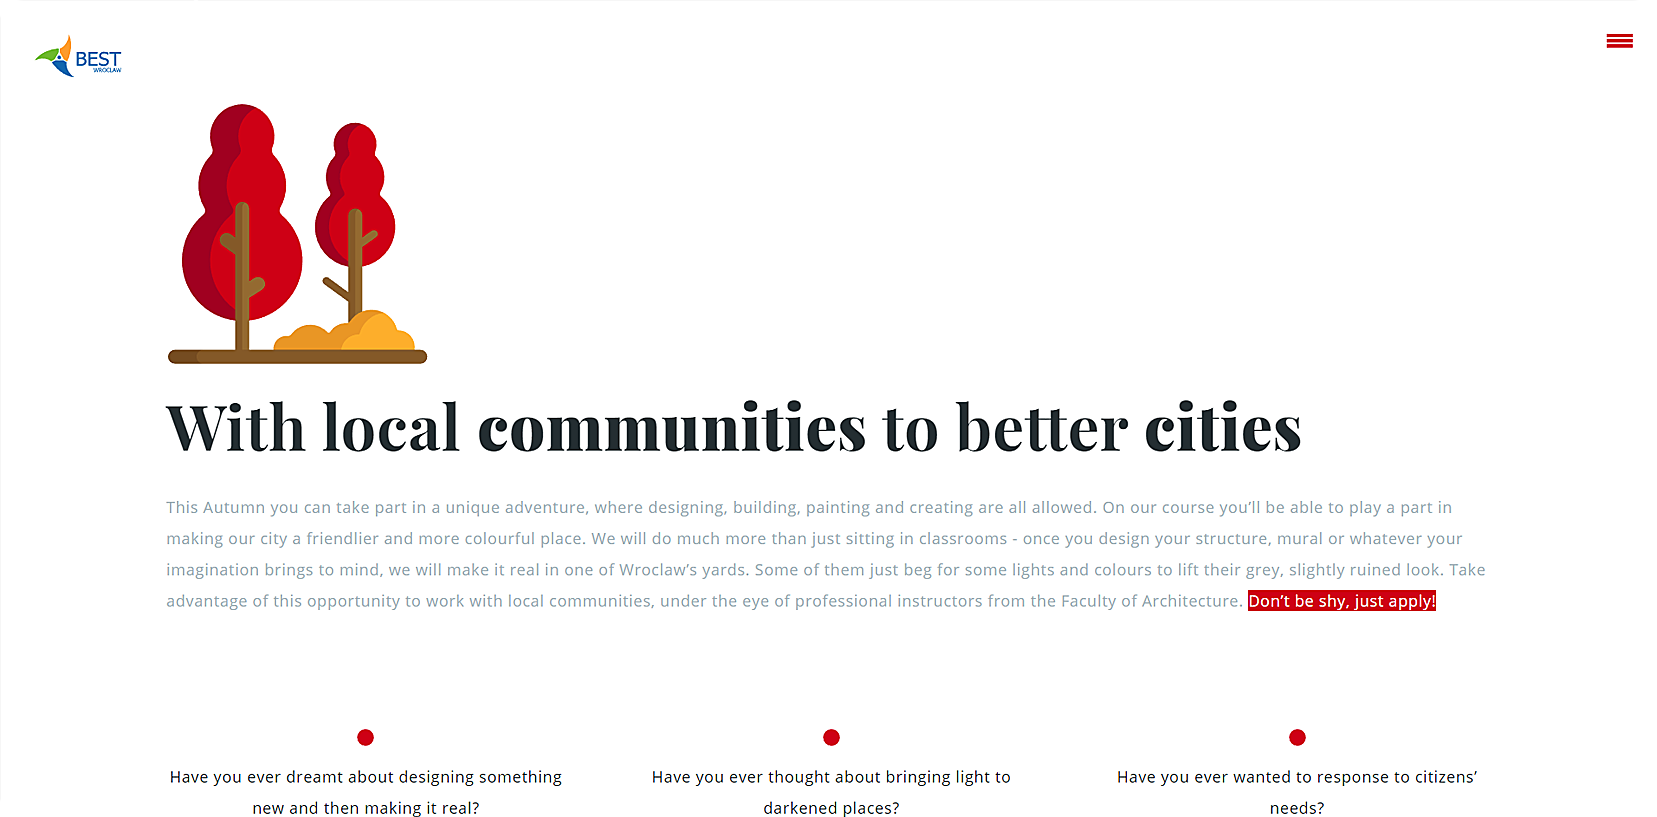 BEST
WROCLAW
With local communities to better cities
This Autumn you can take part in a unique adventure, where designing, building, painting and creating are all allowed. On our course you’ll be able to play a part in
making our city a friendlier and more colourful place. We will do much more than just sitting in classrooms - once you design your structure, mural or whatever your
imagination brings to mind, we will make it real in one of Wroclaw’s yards. Some of them just beg for some lights and colours to lift their grey, slightly ruined look. Take
advantage of this opportunity to work with local communities, under the eye of professional instructors from the Faculty of Architecture. Don’t be shy, just apply!
Have you ever dreamt about designing something
new and then making it real?
Have you ever thought about bringing light to
darkened places?
Have you ever wanted to response to citizens’
needs?